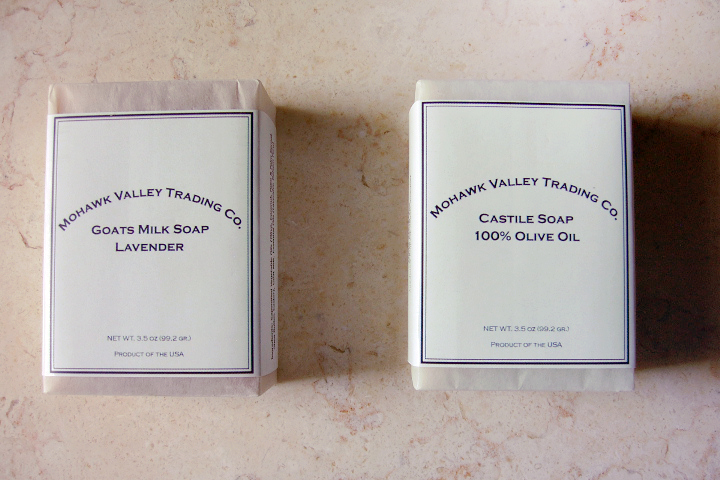 Mohawk Valley Trading Co.
Goats Milk Soap
Lavender
NET WT. 3.5 oz (99.2 gr.)
Product of the USA
Mohawk Valley Trading Co.
Castile Soap
100% Olive Oil
NET WT. 3.5 oz (99.2 gr.)
Product of the USA